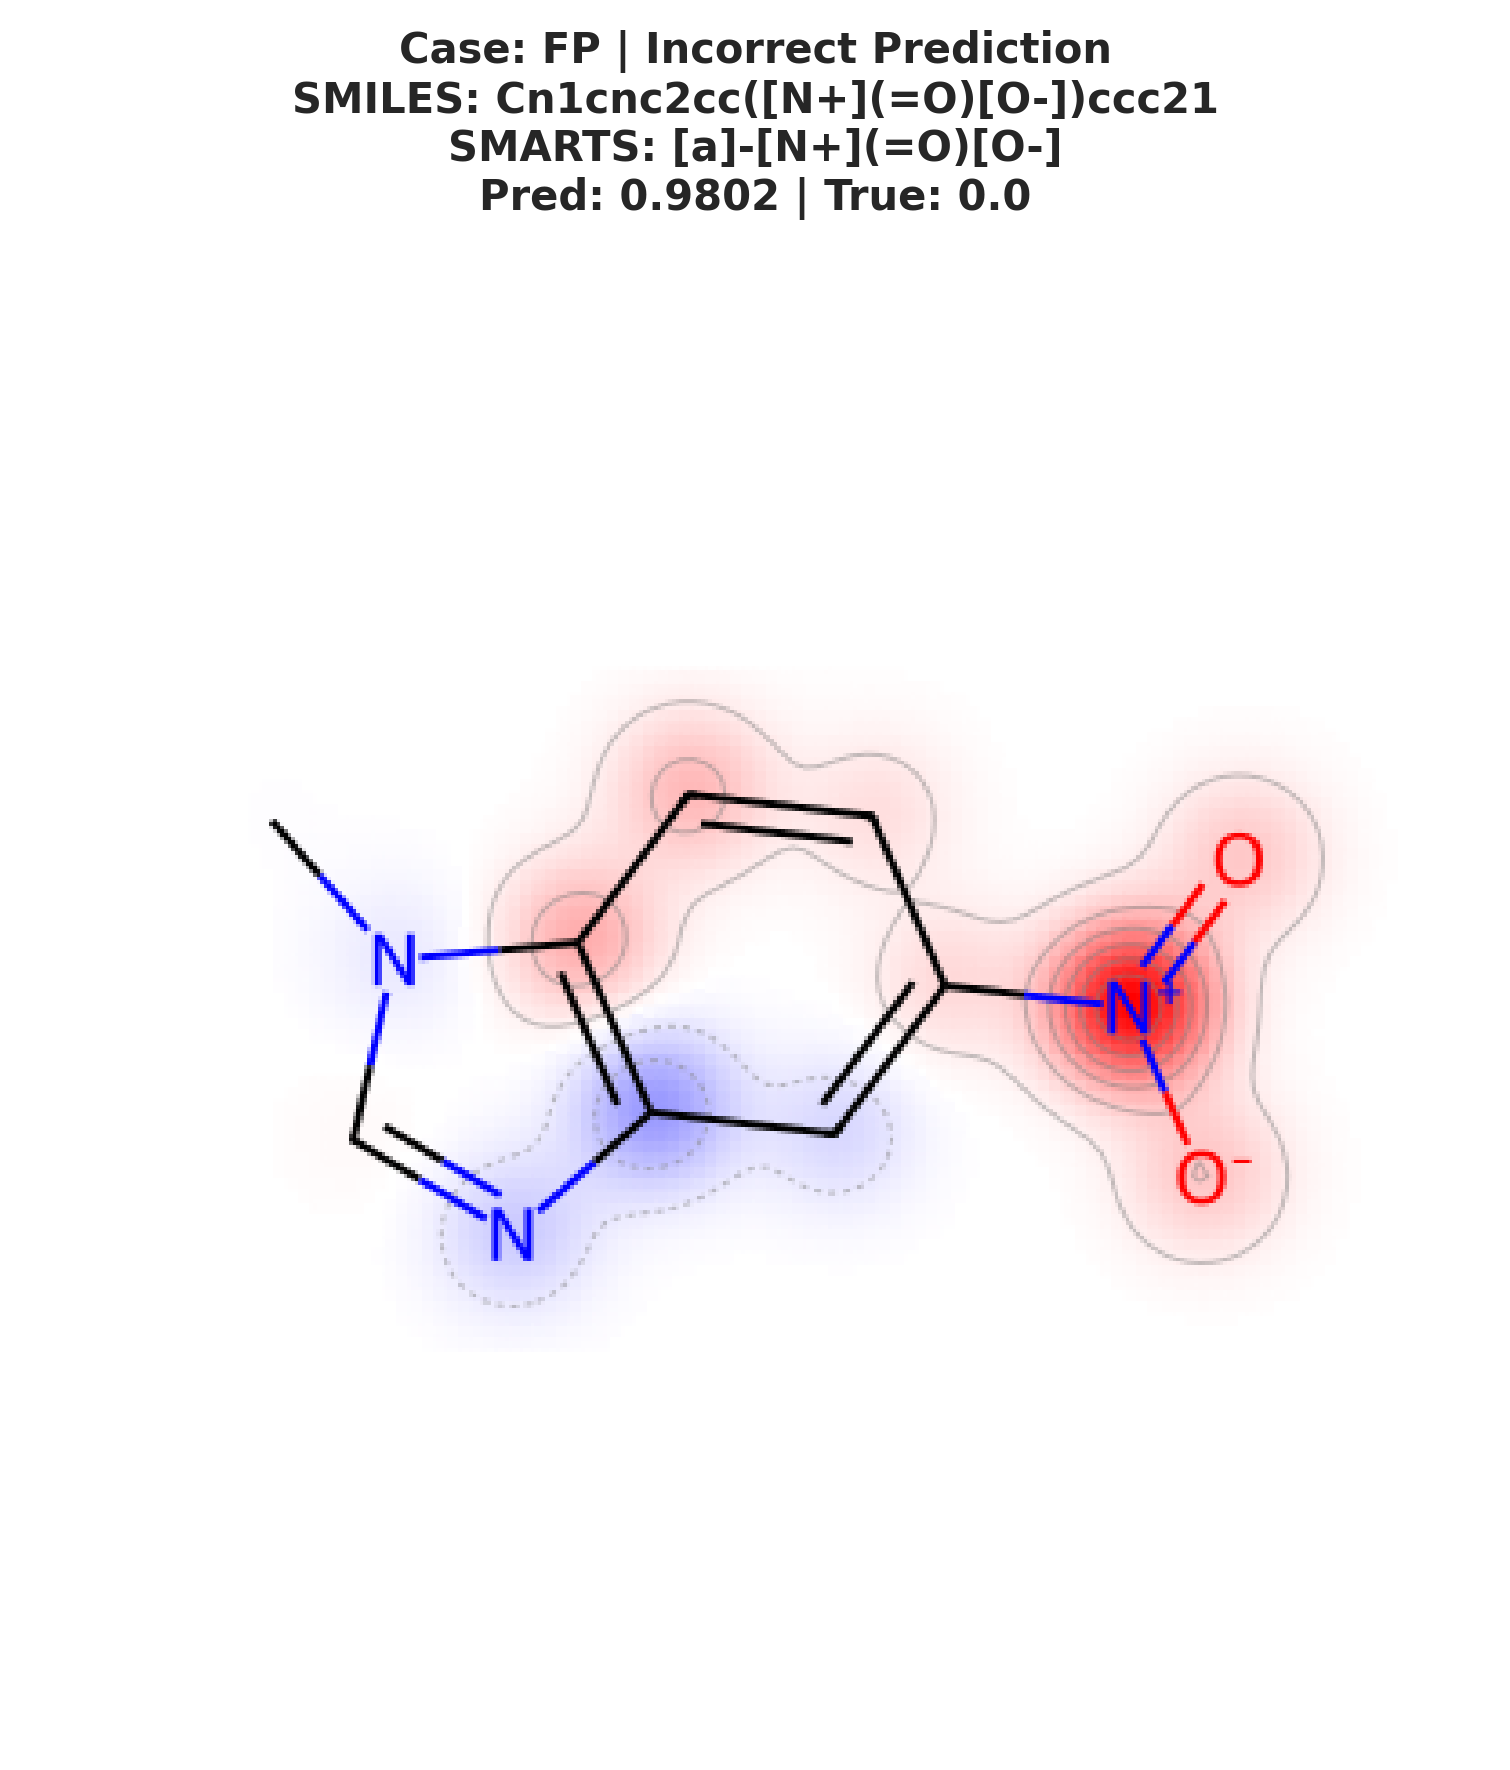 Case: FP | Incorrect Prediction
SMILES: Cn1cnc2cc([N+](=O)[O-])ccc21
SMARTS: [a]-[N+](=O)[O-]
Pred: 0.9802 | True: 0.0
O
N
N+
O−
N